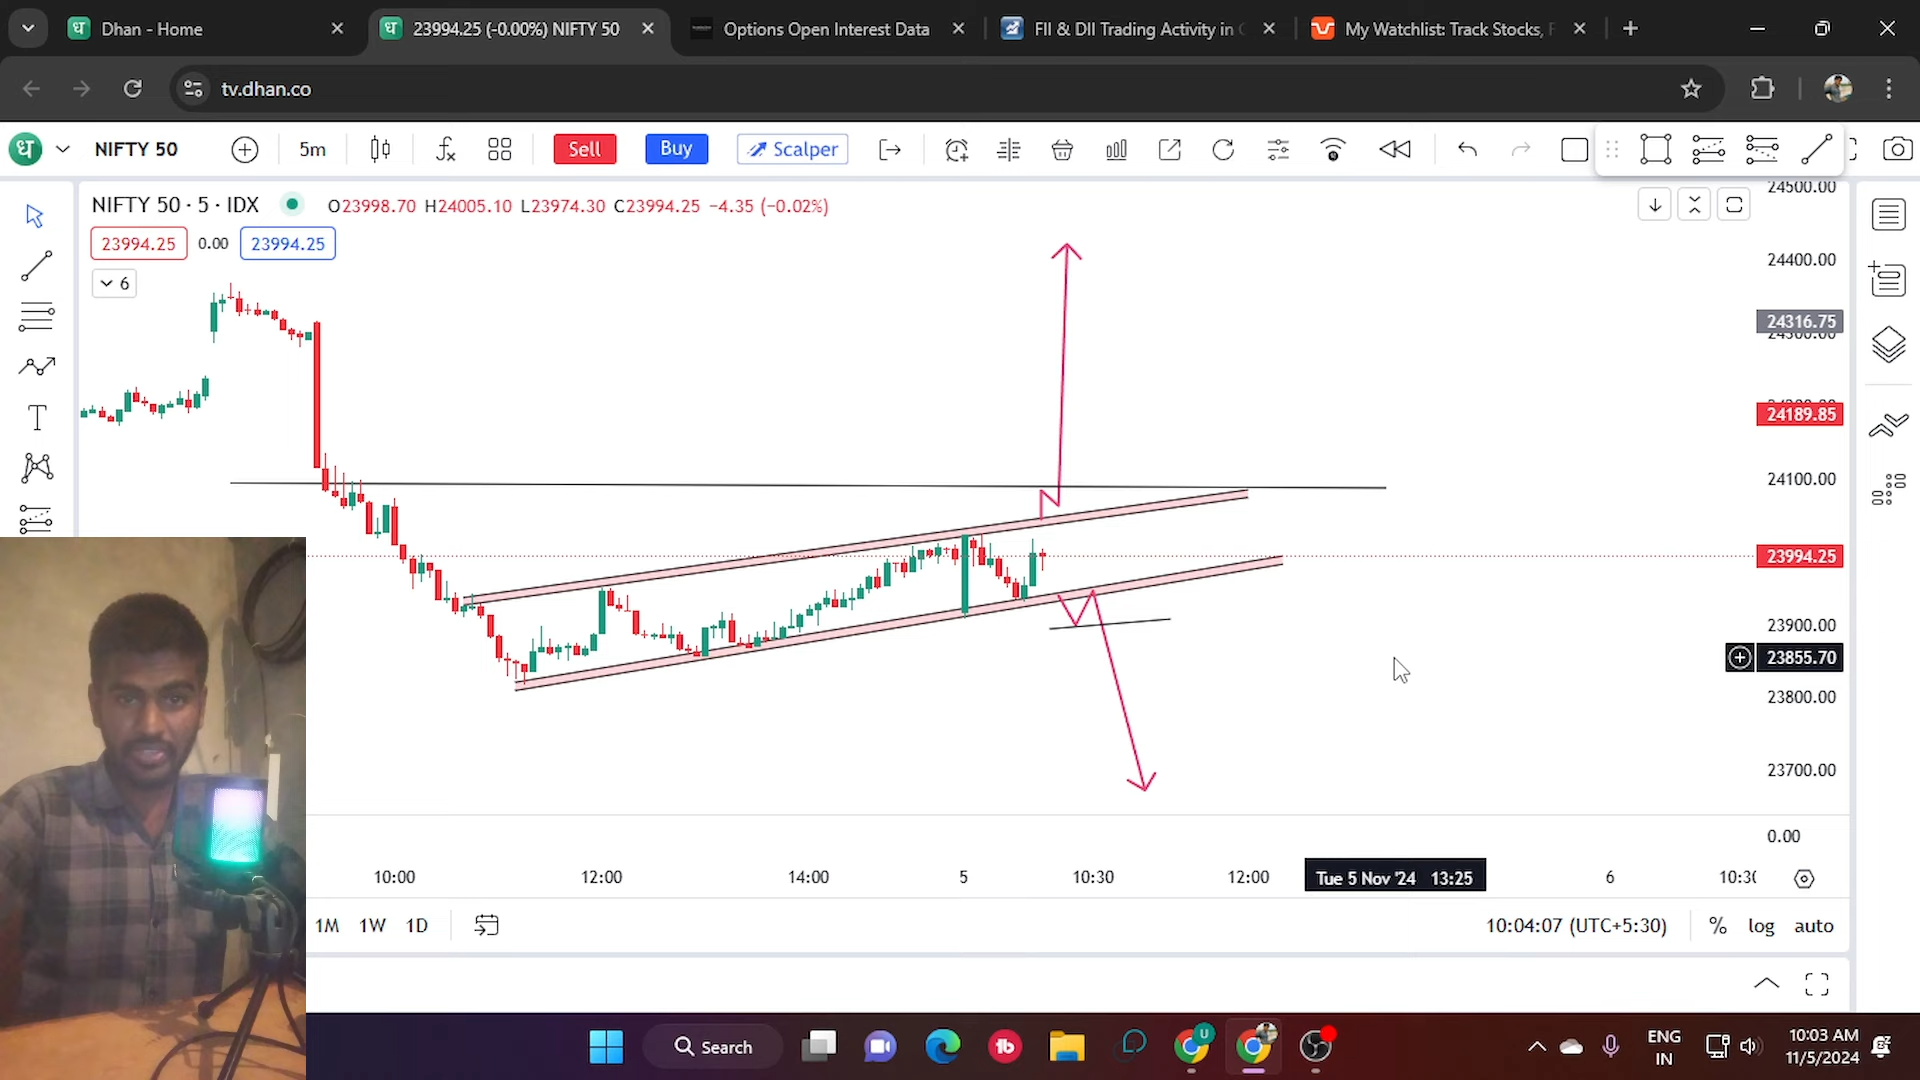 Dhan - Home
23994.25 (-0.00%) NIFTY 50
Options Open Interest Data
FII & DII Trading Activity in
My Watchlist: Track Stocks,
tv.dhan.co
ध NIFTY 50 5m Sell Buy Scalper
NIFTY 50 · 5 · IDX O23998.70 H24005.10 L23974.30 C23994.25 −4.35 (−0.02%)
23994.25 0.00 23994.25
6
24500.00
24400.00
24316.75
24189.85
24100.00
23994.25
23900.00
23855.70
23800.00
23700.00
0.00
10:00 12:00 14:00 5 10:30 12:00 Tue 5 Nov '24 13:25 6
1M 1W 1D 10:04:07 (UTC+5:30) % log auto
Search
ENG
IN
10:03 AM
11/5/2024